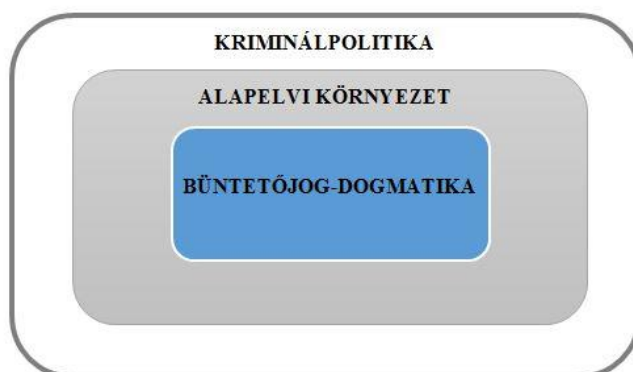 KRIMINÁLPOLITIKA
ALAPELVI KÖRNYEZET
BÜNTETŐJOG-DOGMATIKA